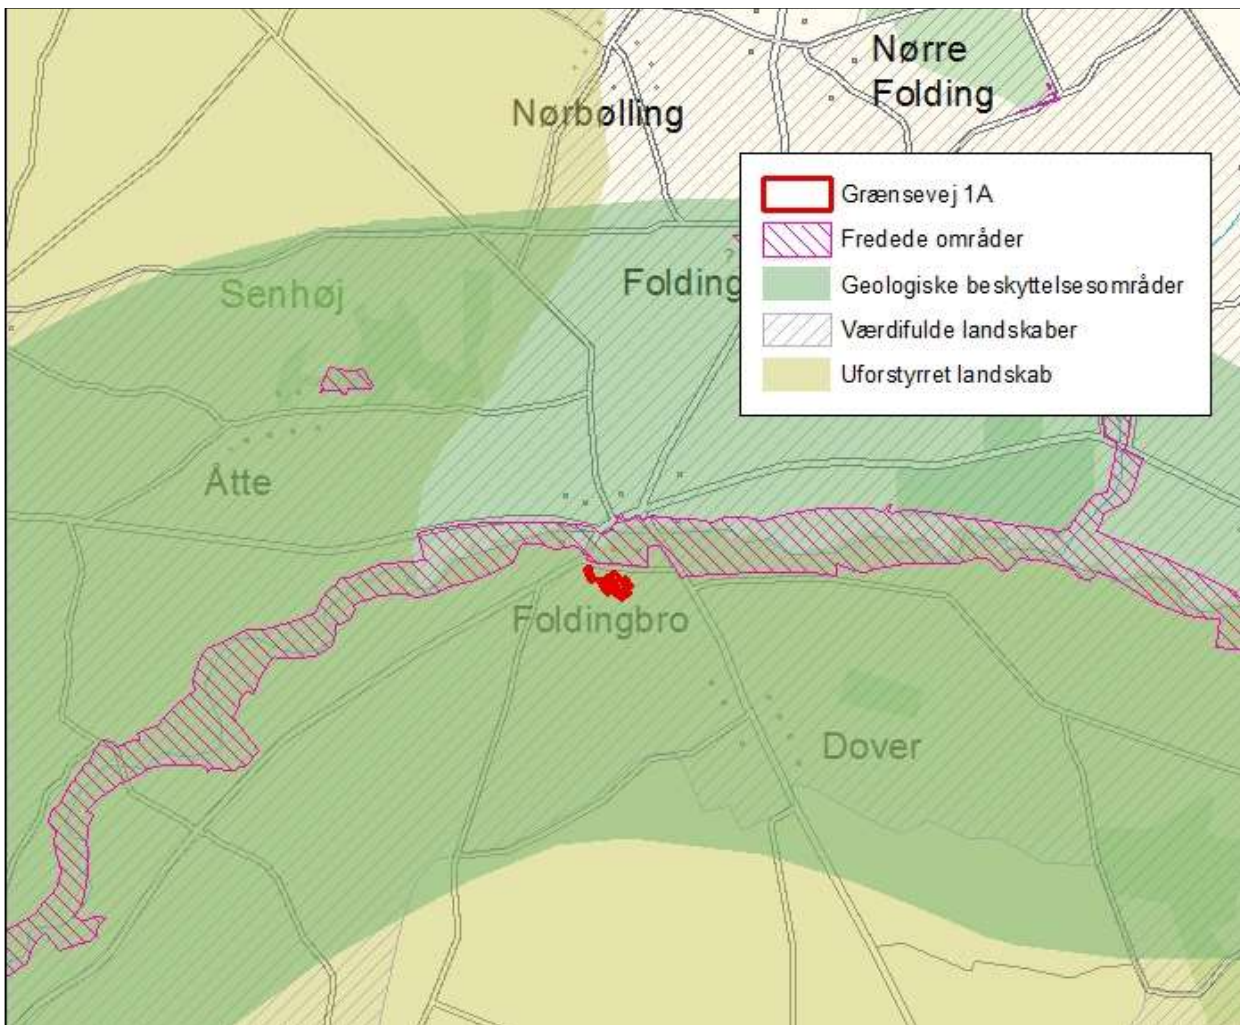 Nørre
Folding
Nørbølling
Grænsevej 1A
Fredede områder
Geologiske beskyttelsesområder
Værdifulde landskaber
Uforstyrret landskab
Senhøj
Folding
Åtte
Foldingbro
Dover